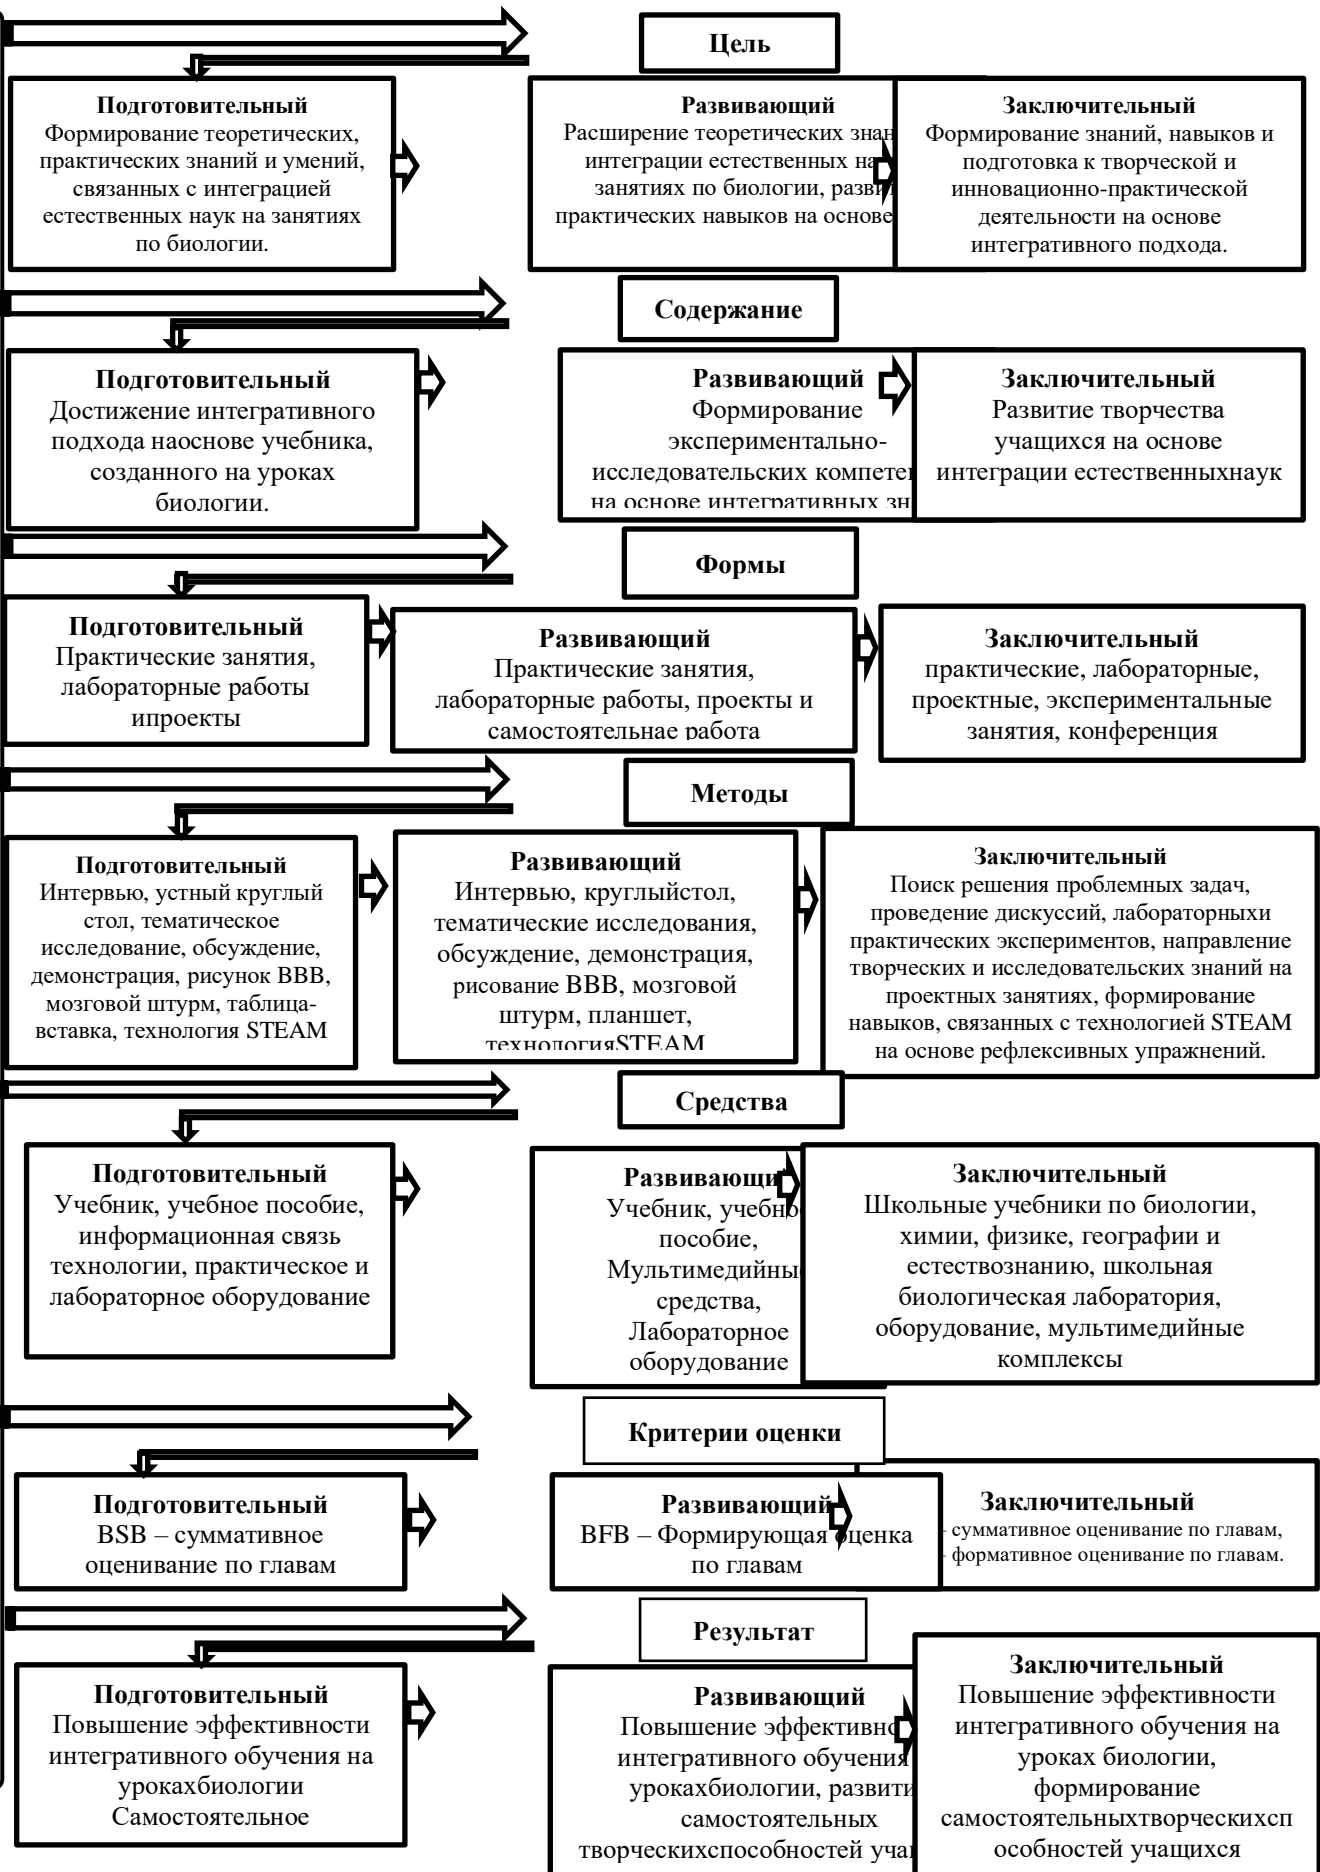 Цель
Подготовительный
Формирование теоретических,
практических знаний и умений,
связанных с интеграцией
естественных наук на занятиях
по биологии.
Развивающий
Расширение теоретических
интеграции естественных
занятиях по биологии,
практических навыков на основе
Заключительный
Формирование знаний, навыков и
подготовка к творческой и
инновационно-практической
деятельности на основе
интегративного подхода.
Содержание
Подготовительный
Достижение интегративного
подхода наоснове учебника,
созданного на уроках
биологии.
Развивающий
Формирование
экспериментально-
исследовательских
на основе интегративных
Заключительный
Развитие творчества
учащихся на основе
интеграции естественныхнаук
Формы
Подготовительный
Практические занятия,
лабораторные работы
ипроекты
Развивающий
Практические занятия,
лабораторные работы, проекты и
самостоятельнае работа
Заключительный
практические, лабораторные,
проектные, экспериментальные
занятия, конференция
Методы
Подготовительный
Интервью, устный круглый
стол, тематическое
исследование, обсуждение,
демонстрация, рисунок ВВВ,
мозговой штурм, таблица-
вставка, технология STEAM
Развивающий
Интервью, круглыйстол,
тематические исследования,
обсуждение, демонстрация,
рисование ВВВ, мозговой
штурм, планшет,
технологияSTEAM
Заключительный
Поиск решения проблемных задач,
проведение дискуссий, лабораторныхи
практических экспериментов, направление
творческих и исследовательских знаний на
проектных занятиях, формирование
навыков, связанных с технологией STEAM
на основе рефлексивных упражнений.
Средства
Подготовительный
Учебник, учебное пособие,
информационная связь
технологии, практическое и
лабораторное оборудование
Развивающий
Учебник, учебное
пособие,
Мультимедийные
средства,
Лабораторное
оборудование
Заключительный
Школьные учебники по биологии,
химии, физике, географии и
естествознанию, школьная
биологическая лаборатория,
оборудование, мультимедийные
комплексы
Критерии оценки
Подготовительный
BSB – суммативное
оценивание по главам
Развивающий
BFB – Формирующая оценка
по главам
Заключительный
– суммативное оценивание по главам,
– формативное оценивание по главам.
Результат
Подготовительный
Повышение эффективности
интегративного обучения на
урокахбиологии
Самостоятельное
Развивающий
Повышение
интегративного обучения
урокахбиологии,
самостоятельных
творческихспособностей
Заключительный
Повышение эффективности
интегративного обучения на
уроках биологии,
формирование
самостоятельныхтворческихсп
особностей учащихся